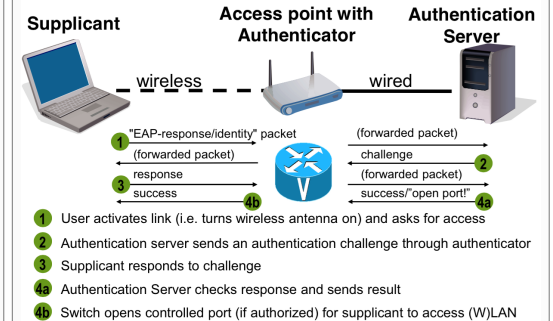 Supplicant
Access point with
Authenticator
Authentication
Server
wireless
wired
1 "EAP-response/identity" packet
(forwarded packet)
(forwarded packet)
challenge 2
3 response
(forwarded packet)
success 4b
success/"open port!" 4a
1 User activates link (i.e. turns wireless antenna on) and asks for access
2 Authentication server sends an authentication challenge through authenticator
3 Supplicant responds to challenge
4a Authentication Server checks response and sends result
4b Switch opens controlled port (if authorized) for supplicant to access (W)LAN